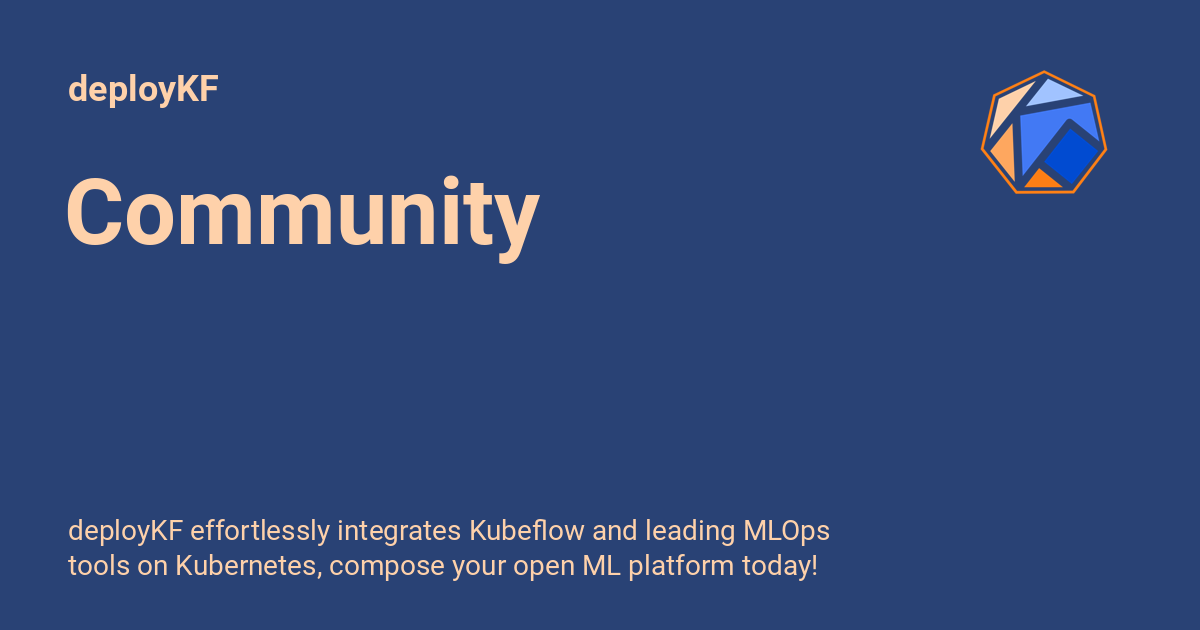 deployKF
Community
deployKF effortlessly integrates Kubeflow and leading MLOps
tools on Kubernetes, compose your open ML platform today!